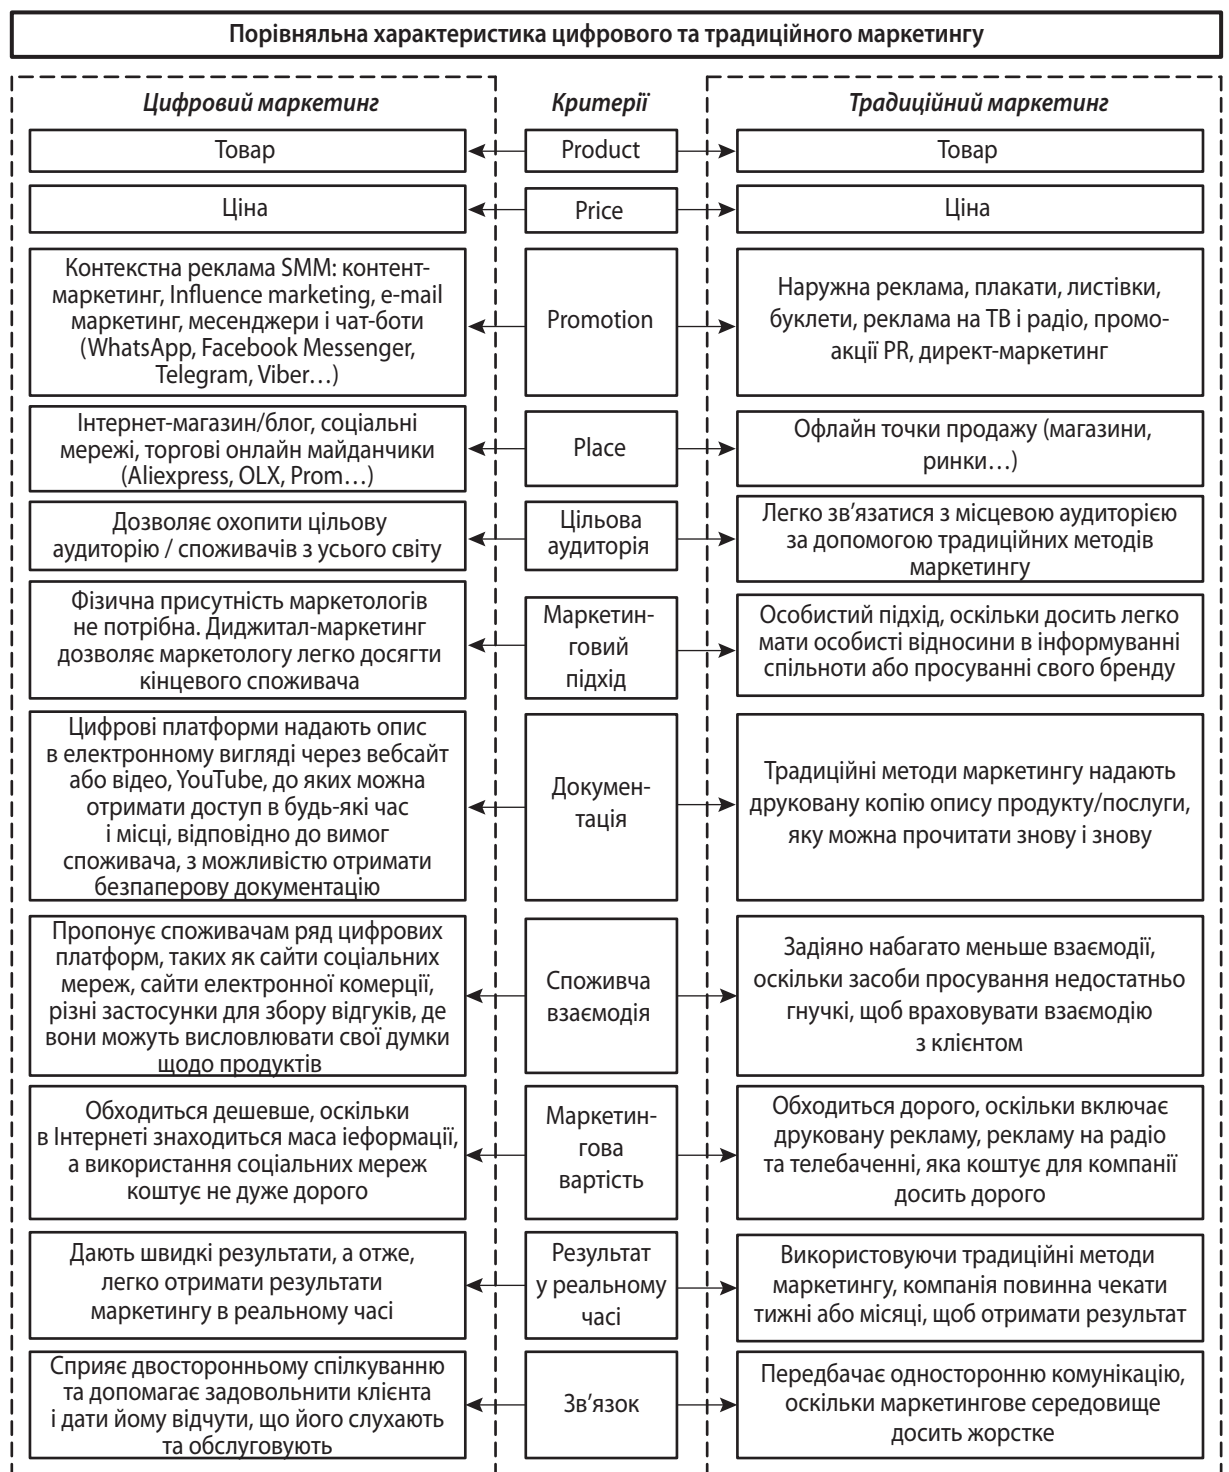 Порівняльна характеристика цифрового та традиційного маркетингу
Цифровий маркетинг
Критерії
Традиційний маркетинг
Товар
Product
Товар
Ціна
Price
Ціна
Контекстна реклама SMM: контент-
маркетинг, Influence marketing, e-mail
маркетинг, месенджери і чат-боти
(WhatsApp, Facebook Messenger,
Telegram, Viber…)
Promotion
Наружна реклама, плакати, листівки,
буклети, реклама на ТВ і радіо, промо-
акції PR, директ-маркетинг
Інтернет-магазин/блог, соціальні
мережі, торгові онлайн майданчики
(Aliexpress, OLX, Prom…)
Place
Офлайн точки продажу (магазини,
ринки…)
Дозволяє охопити цільову
аудиторію / споживачів з усього світу
Цільова
аудиторія
Легко зв’язатися з місцевою аудиторією
за допомогою традиційних методів
маркетингу
Фізична присутність маркетологів
не потрібна. Диджитал-маркетинг
дозволяє маркетологу легко досягти
кінцевого споживача
Маркетин-
говий
підхід
Особистий підхід, оскільки досить легко
мати особисті відносини в інформуванні
спільноти або просуванні свого бренду
Цифрові платформи надають опис
в електронному вигляді через вебсайт
або відео, YouTube, до яких можна
отримати доступ в будь-які час
і місці, відповідно до вимог
споживача, з можливістю отримати
безпаперову документацію
Докумен-
тація
Традиційні методи маркетингу надають
друковану копію опису продукту/послуги,
яку можна прочитати знову і знову
Пропонує споживачам ряд цифрових
платформ, таких як сайти соціальних
мереж, сайти електронної комерції,
різні застосунки для збору відгуків, де
вони можуть висловлювати свої думки
щодо продуктів
Споживча
взаємодія
Задіяно набагато меньше взаємодії,
оскільки засоби просування недостатньо
гнучкі, щоб враховувати взаємодію
з клієнтом
Обходиться дешевше, оскільки
в Інтернеті знаходиться маса іеформації,
а використання соціальних мереж
коштує не дуже дорого
Маркетин-
гова
вартість
Обходиться дорого, оскільки включає
друковану рекламу, рекламу на радіо
та телебаченні, яка коштує для компанії
досить дорого
Дають швидкі результати, а отже,
легко отримати результати
маркетингу в реальному часі
Результат
у реальному
часі
Використовуючи традиційні методи
маркетингу, компанія повинна чекати
тижні або місяці, щоб отримати результат
Сприяє двосторонньому спілкуванню
та допомагає задовольнити клієнта
і дати йому відчути, що його слухають
та обслуговують
Зв’язок
Передбачає односторонню комунікацію,
оскільки маркетингове середовище
досить жорстке